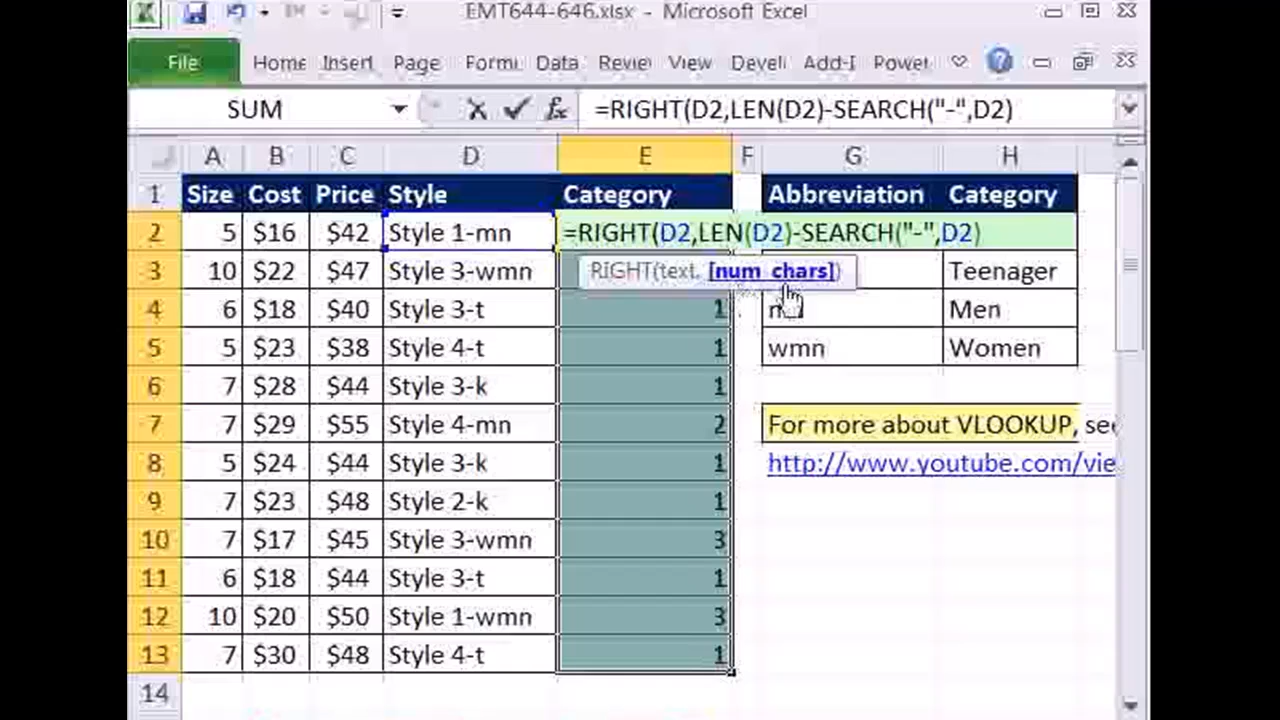 EMT644-646.xlsx - Microsoft Excel
File Home Insert Page Formu Data Review View Develo Add-I Power
SUM fx =RIGHT(D2,LEN(D2)-SEARCH("-",D2)
A B C D E F G H
1 Size Cost Price Style Category Abbreviation Category
2 5 $16 $42 Style 1-mn =RIGHT(D2,LEN(D2)-SEARCH("-",D2)
3 10 $22 $47 Style 3-wmn RIGHT(text, [num_chars]) Teenager
4 6 $18 $40 Style 3-t 1 Men
5 5 $23 $38 Style 4-t 1 wmn Women
6 7 $28 $44 Style 3-k 1
7 7 $29 $55 Style 4-mn 2 For more about VLOOKUP, see
8 5 $24 $44 Style 3-k 1 http://www.youtube.com/vie
9 7 $23 $48 Style 2-k 1
10 7 $17 $45 Style 3-wmn 3
11 6 $18 $44 Style 3-t 1
12 10 $20 $50 Style 1-wmn 3
13 7 $30 $48 Style 4-t 1
14